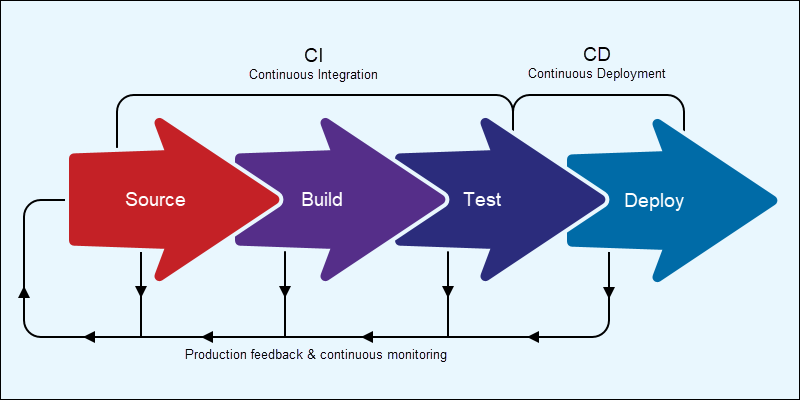 CI
Continuous Integration
CD
Continuous Deployment
Source
Build
Test
Deploy
Production feedback & continuous monitoring